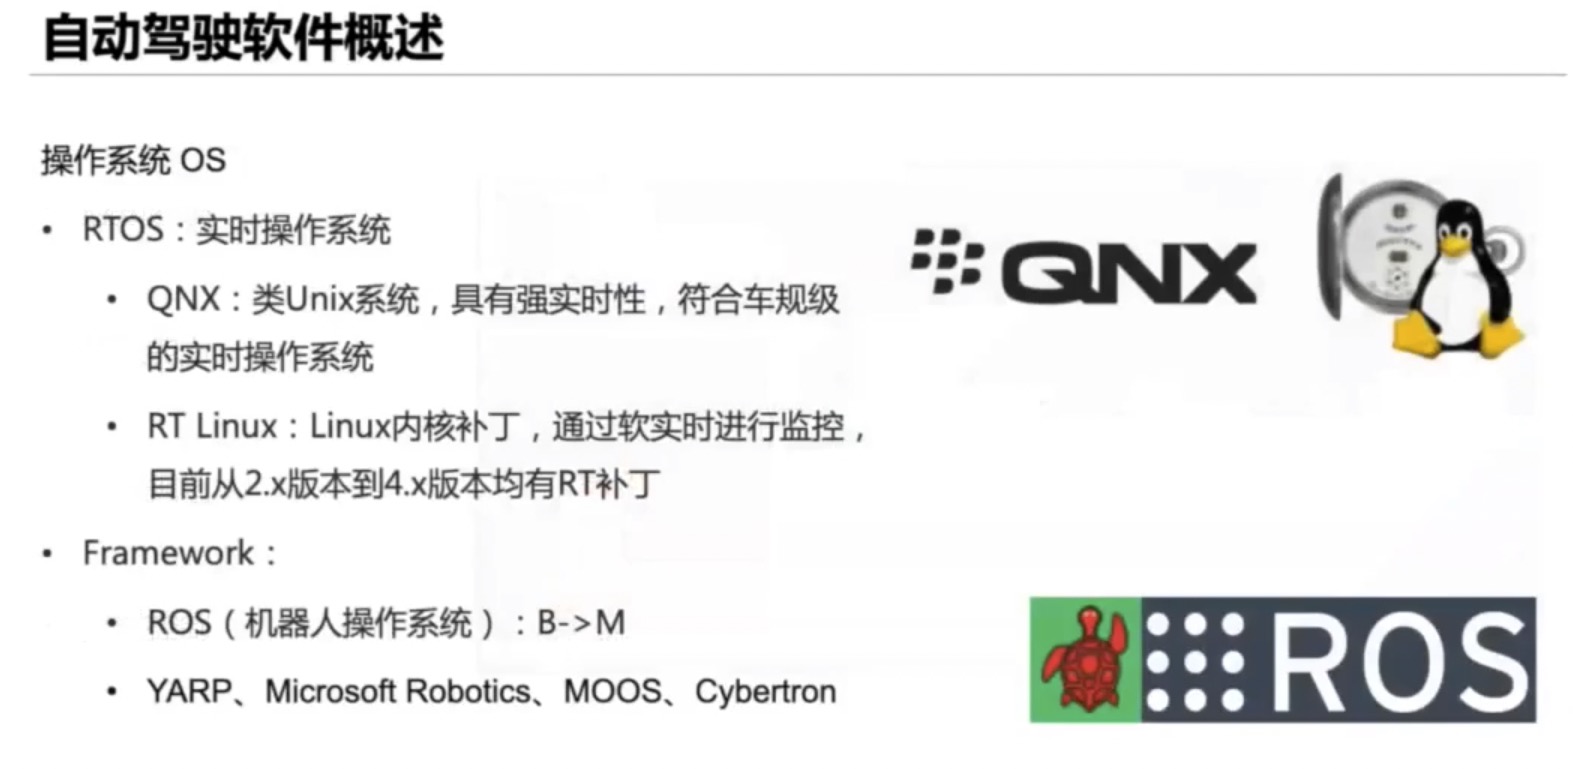 自动驾驶软件概述
操作系统 OS
• RTOS：实时操作系统
• QNX：类Unix系统，具有强实时性，符合车规级
的实时操作系统
QNX
• RT Linux：Linux内核补丁，通过软实时进行监控，
目前从2.x版本到4.x版本均有RT补丁
• Framework：
• ROS（机器人操作系统）：B->M
• YARP、Microsoft Robotics、MOOS、Cybertron
ROS